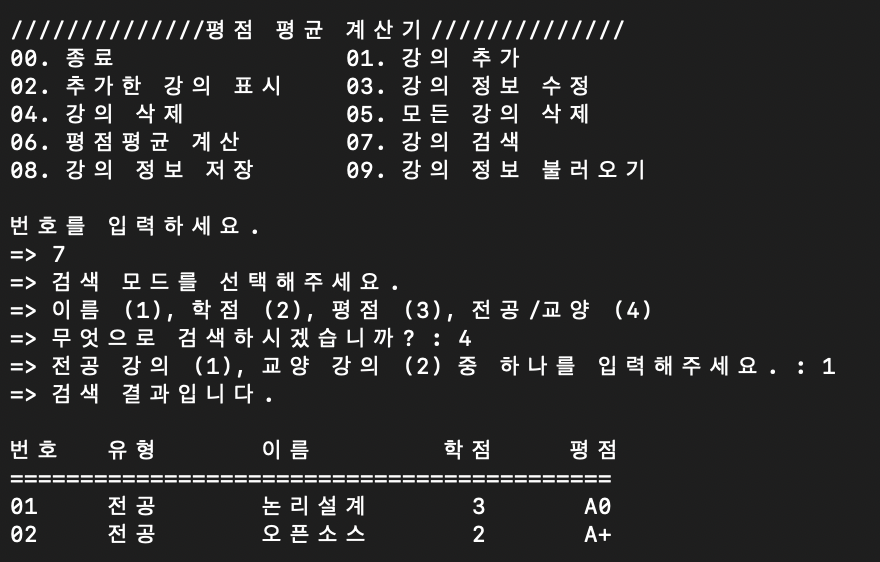 //////////////평점 평균 계산기//////////////
00. 종료 01. 강의 추가
02. 추가한 강의 표시 03. 강의 정보 수정
04. 강의 삭제 05. 모든 강의 삭제
06. 평점평균 계산 07. 강의 검색
08. 강의 정보 저장 09. 강의 정보 불러오기
번호를 입력하세요.
=> 7
=> 검색 모드를 선택해주세요.
=> 이름 (1), 학점 (2), 평점 (3), 전공/교양 (4)
=> 무엇으로 검색하시겠습니까? : 4
=> 전공 강의 (1), 교양 강의 (2) 중 하나를 입력해주세요. : 1
=> 검색 결과입니다.
번호 유형 이름 학점 평점
===========================================
01 전공 논리설계 3 A0
02 전공 오픈소스 2 A+